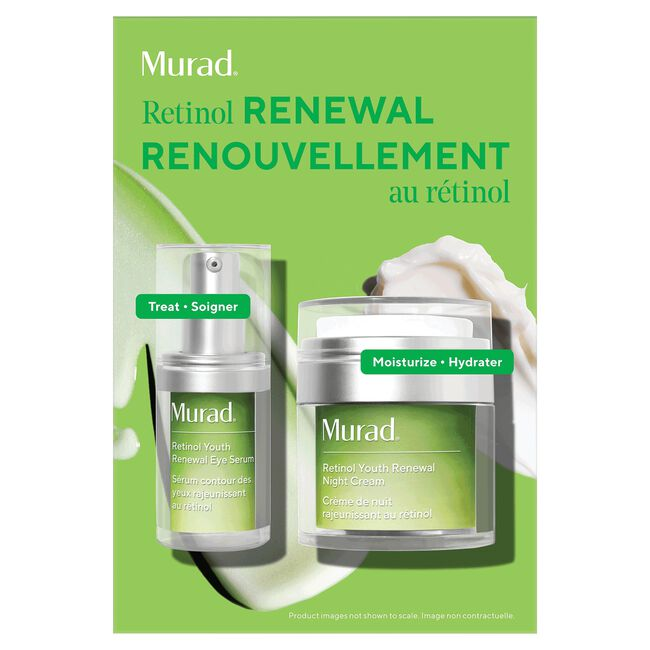 Murad®
Retinol RENEWAL
RENOUVELLEMENT
au rétinol
Treat • Soigner
Moisturize • Hydrater
Murad®
Retinol Youth
Renewal Eye Serum
Sérum contour des
yeux rajeunissant
au rétinol
Murad®
Retinol Youth Renewal
Night Cream
Crème de nuit
rajeunissant au rétinol
Product images not shown to scale. Image non contractuelle.